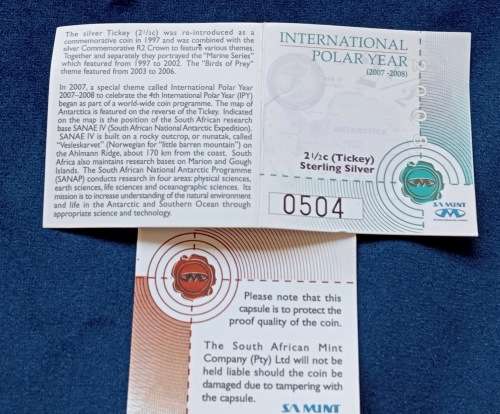 The silver Tickey (2½c) was re-introduced as a
commemorative coin in 1997 and was combined with the
silver Commemorative R2 Crown to feature various themes.
Together and separately they portrayed the "Marine Series"
which featured from 1997 to 2002. The "Birds of Prey"
theme featured from 2003 to 2006.
In 2007, a special theme called International Polar Year
2007–2008 to celebrate the 4th International Polar Year (IPY)
began as part of a world-wide coin programme. The map of
Antarctica is featured on the reverse of the Tickey. Indicated
on the map is the position of the South African research
base SANAE IV (South African National Antarctic Expedition).
SANAE IV is built on a rocky outcrop, or nunatak, called
"Vesleskarvet" (Norwegian for "little barren mountain") on
the Ahlmann Ridge, about 170 km from the coast. South
Africa also maintain research bases on Marion and Gough
Islands. The South African National Antarctic Programme
(SANAP) conducts research in four areas: physical sciences,
earth sciences, life sciences and oceanographic sciences. Its
mission is to increase understanding of the natural environment
and life in the Antarctic and Southern Ocean through
appropriate science and technology.
INTERNATIONAL
POLAR YEAR
(2007 -2008)
ANTARCTICA
2½c (Tickey)
Sterling Silver
0504
SA MINT
Please note that this
capsule is to protect the
proof quality of the coin.
The South African Mint
Company (Pty) Ltd will not be
held liable should the coin be
damaged due to tampering with
the capsule.
SA MINT